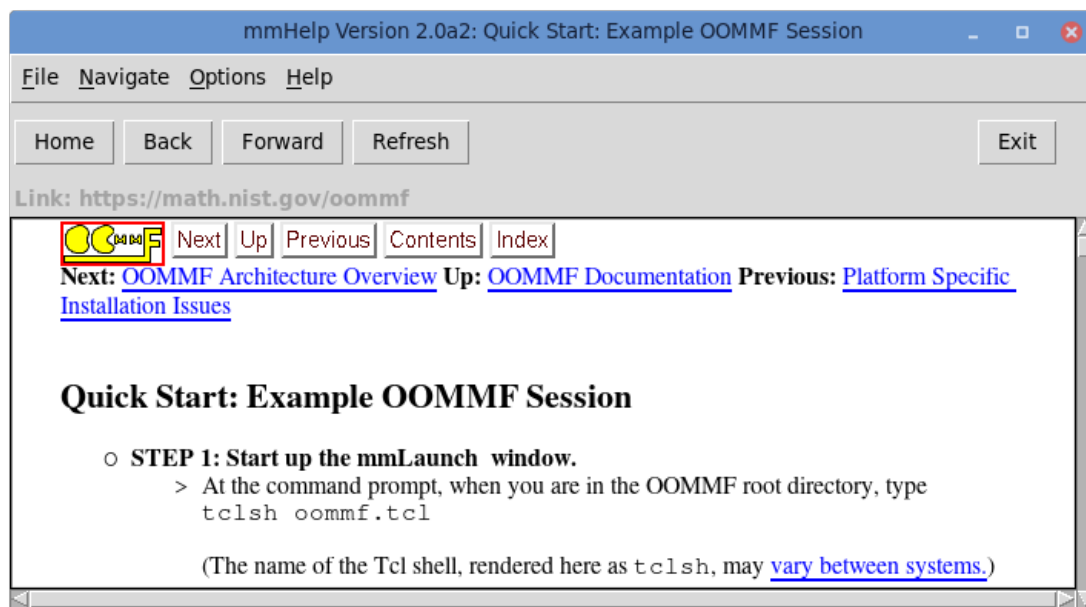 mmHelp Version 2.0a2: Quick Start: Example OOMMF Session
File Navigate Options Help
Home Back Forward Refresh Exit
Link: https://math.nist.gov/oommf
OOMMF Next Up Previous Contents Index
Next: OOMMF Architecture Overview Up: OOMMF Documentation Previous: Platform Specific
Installation Issues
Quick Start: Example OOMMF Session
STEP 1: Start up the mmLaunch window.
> At the command prompt, when you are in the OOMMF root directory, type
tclsh oommf.tcl
(The name of the Tcl shell, rendered here as tclsh, may vary between systems.)